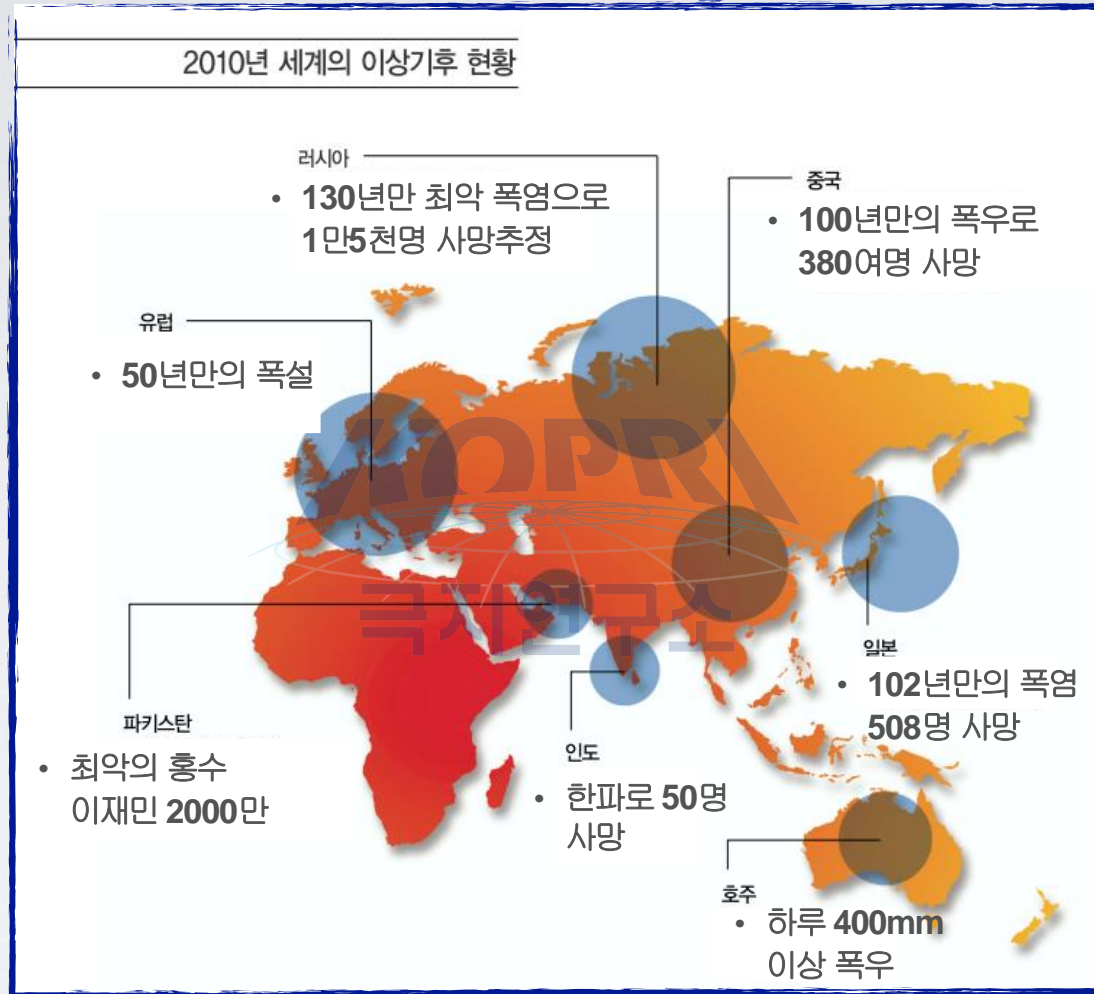 2010년 세계의 이상기후 현황
러시아
• 130년만 최악 폭염으로
1만5천명 사망추정
중국
• 100년만의 폭우로
380여명 사망
유럽
• 50년만의 폭설
KOPRI
극지연구소
일본
• 102년만의 폭염
508명 사망
파키스탄
• 최악의 홍수
이재민 2000만
인도
• 한파로 50명
사망
호주
• 하루 400mm
이상 폭우